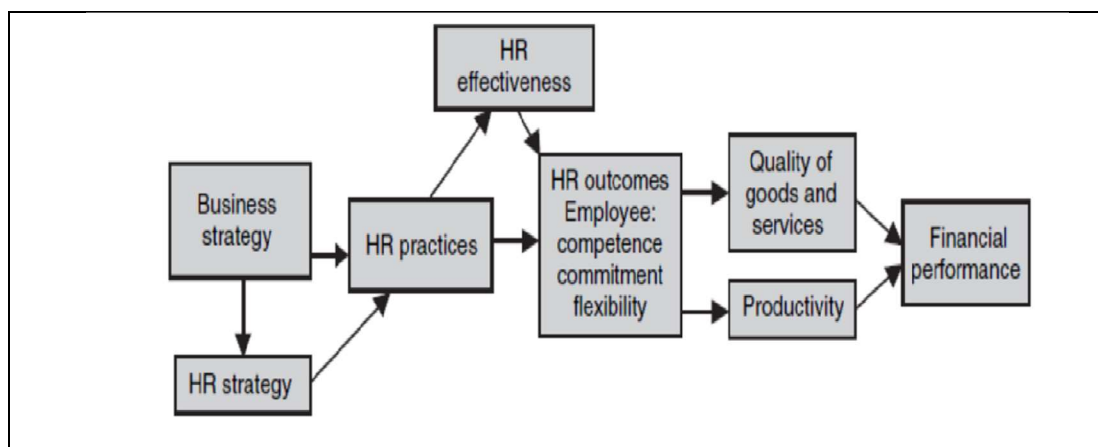 HR
effectiveness
Business
strategy
HR practices
HR outcomes
Employee:
competence
commitment
flexibility
Quality of
goods and
services
Financial
performance
Productivity
HR strategy